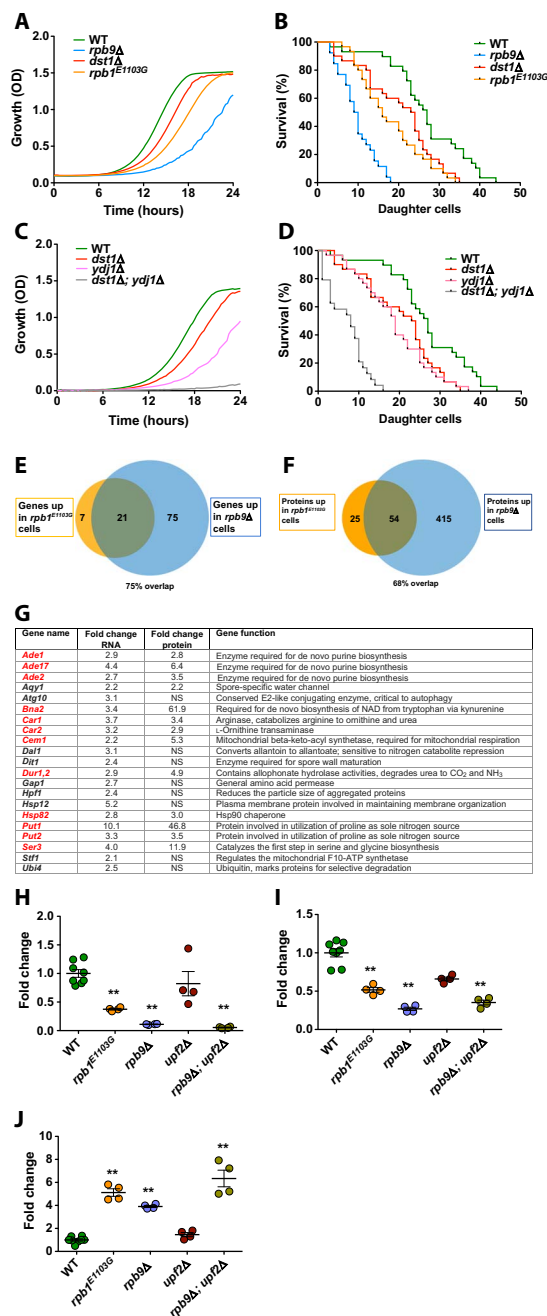 A
WT
rpb9Δ
dst1Δ
rpb1E1103G
Growth (OD)
2.0
1.5
1.0
0.5
0.0
0 6 12 18 24
Time (hours)
B
WT
rpb9Δ
dst1Δ
rpb1E1103G
Survival (%)
100
80
60
40
20
0
0 10 20 30 40 50
Daughter cells
C
WT
dst1Δ
ydj1Δ
dst1Δ; ydj1Δ
Growth (OD)
2.0
1.5
1.0
0.5
0.0
0 6 12 18 24
Time (hours)
D
WT
dst1Δ
ydj1Δ
dst1Δ; ydj1Δ
Survival (%)
100
80
60
40
20
0
0 10 20 30 40 50
Daughter cells
E
Genes up
in rpb1E1103G
cells
7 21 75
Genes up
in rpb9Δ
cells
75% overlap
F
Proteins up
in rpb1E1103G
cells
25 54 415
Proteins up
in rpb9Δ
cells
68% overlap
G
Gene name Fold change RNA Fold change protein Gene function
Ade1 2.9 2.8 Enzyme required for de novo purine biosynthesis
Ade17 4.4 6.4 Enzyme required for de novo purine biosynthesis
Ade2 2.7 3.5 Enzyme required for de novo purine biosynthesis
Aqy1 2.2 2.2 Spore-specific water channel
Atg10 3.1 NS Conserved E2-like conjugating enzyme, critical to autophagy
Bna2 3.4 61.9 Required for de novo biosynthesis of NAD from tryptophan via kynurenine
Car1 3.7 3.4 Arginase, catabolizes arginine to ornithine and urea
Car2 3.2 2.9 L-Ornithine transaminase
Cem1 2.2 5.3 Mitochondrial beta-keto-acyl synthetase, required for mitochondrial respiration
Dal1 3.1 NS Converts allantoin to allantoate; sensitive to nitrogen catabolite repression
Dit1 2.4 NS Enzyme required for spore wall maturation
Dur1,2 2.9 4.9 Contains allophonate hydrolase activities, degrades urea to CO2 and NH3
Gap1 2.7 NS General amino acid permease
Hpf1 2.4 NS Reduces the particle size of aggregated proteins
Hsp12 5.2 NS Plasma membrane protein involved in maintaining membrane organization
Hsp82 2.8 3.0 Hsp90 chaperone
Put1 10.1 46.8 Protein involved in utilization of proline as sole nitrogen source
Put2 3.3 3.5 Protein involved in utilization of proline as sole nitrogen source
Ser3 4.0 11.9 Catalyzes the first step in serine and glycine biosynthesis
Stf1 2.1 NS Regulates the mitochondrial F10-ATP synthetase
Ubi4 2.5 NS Ubiquitin, marks proteins for selective degradation
H
Fold change
2.0
1.5
1.0
0.5
0.0
** ** **
WT rpb1E1103G rpb9Δ upf2Δ rpb9Δ; upf2Δ
I
Fold change
1.5
1.0
0.5
0.0
** ** **
WT rpb1E1103G rpb9Δ upf2Δ rpb9Δ; upf2Δ
J
Fold change
10
8
6
4
2
0
** ** **
WT rpb1E1103G rpb9Δ upf2Δ rpb9Δ; upf2Δ